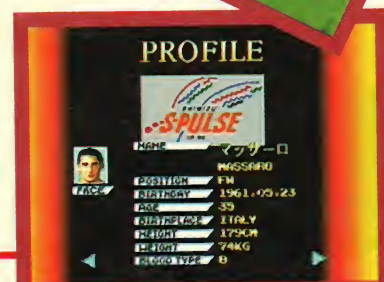 PROFILE
SHIMIZU
S-PULSE
NAME マッサーロ
MASSARO
FACE
POSITION FW
BIRTHDAY 1961.05.23
AGE 35
BIRTHPLACE ITALY
HEIGHT 179CM
WEIGHT 74KG
BLOOD TYPE B